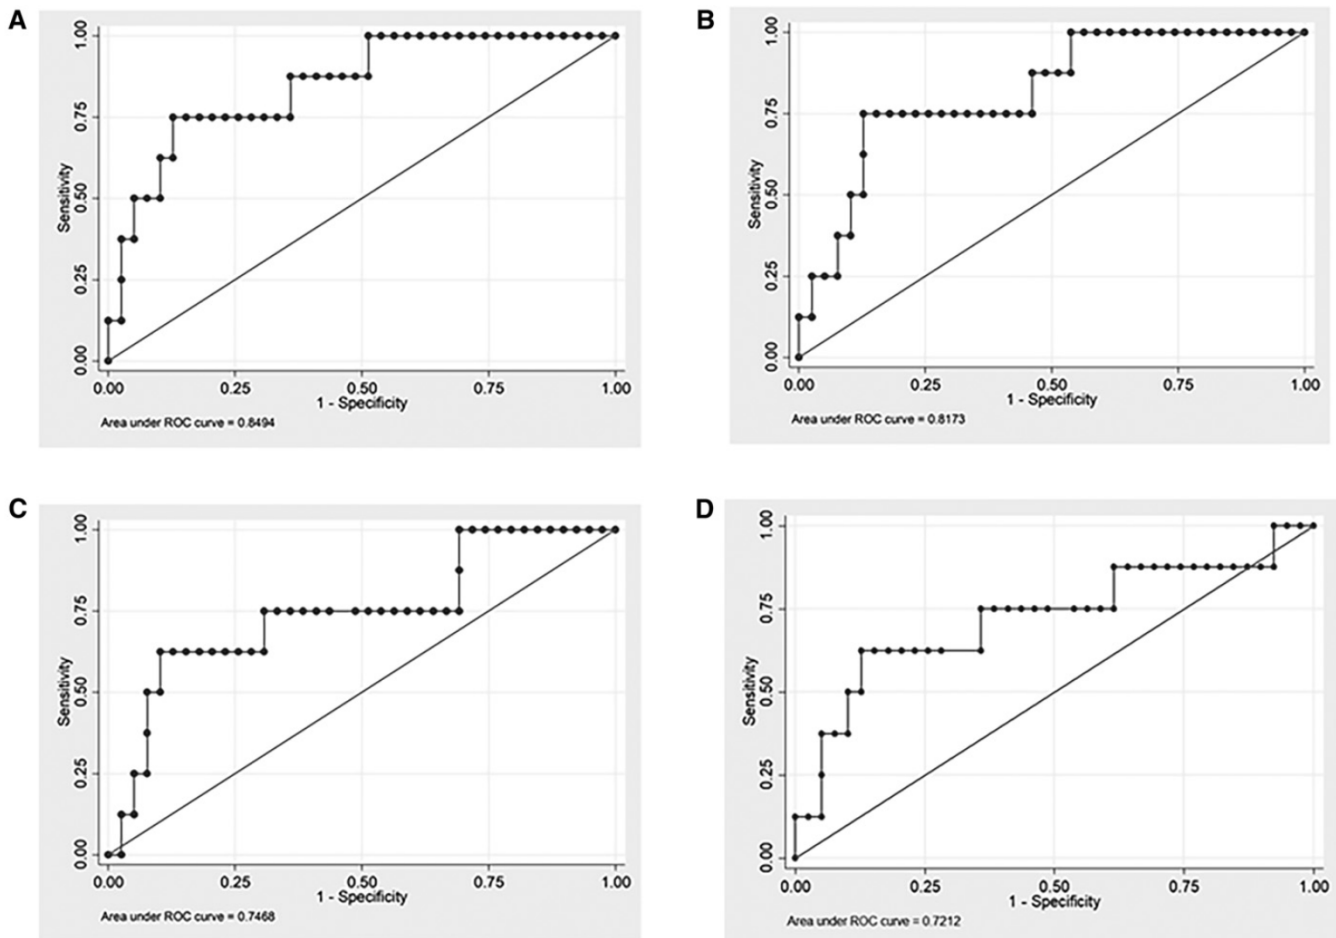 A
1.00
0.75
0.50
0.25
0.00
Sensitivity
0.00 0.25 0.50 0.75 1.00
1 - Specificity
Area under ROC curve = 0.8494
B
1.00
0.75
0.50
0.25
0.00
Sensitivity
0.00 0.25 0.50 0.75 1.00
1 - Specificity
Area under ROC curve = 0.8173
C
1.00
0.75
0.50
0.25
0.00
Sensitivity
0.00 0.25 0.50 0.75 1.00
1 - Specificity
Area under ROC curve = 0.7468
D
1.00
0.75
0.50
0.25
0.00
Sensitivity
0.00 0.25 0.50 0.75 1.00
1 - Specificity
Area under ROC curve = 0.7212